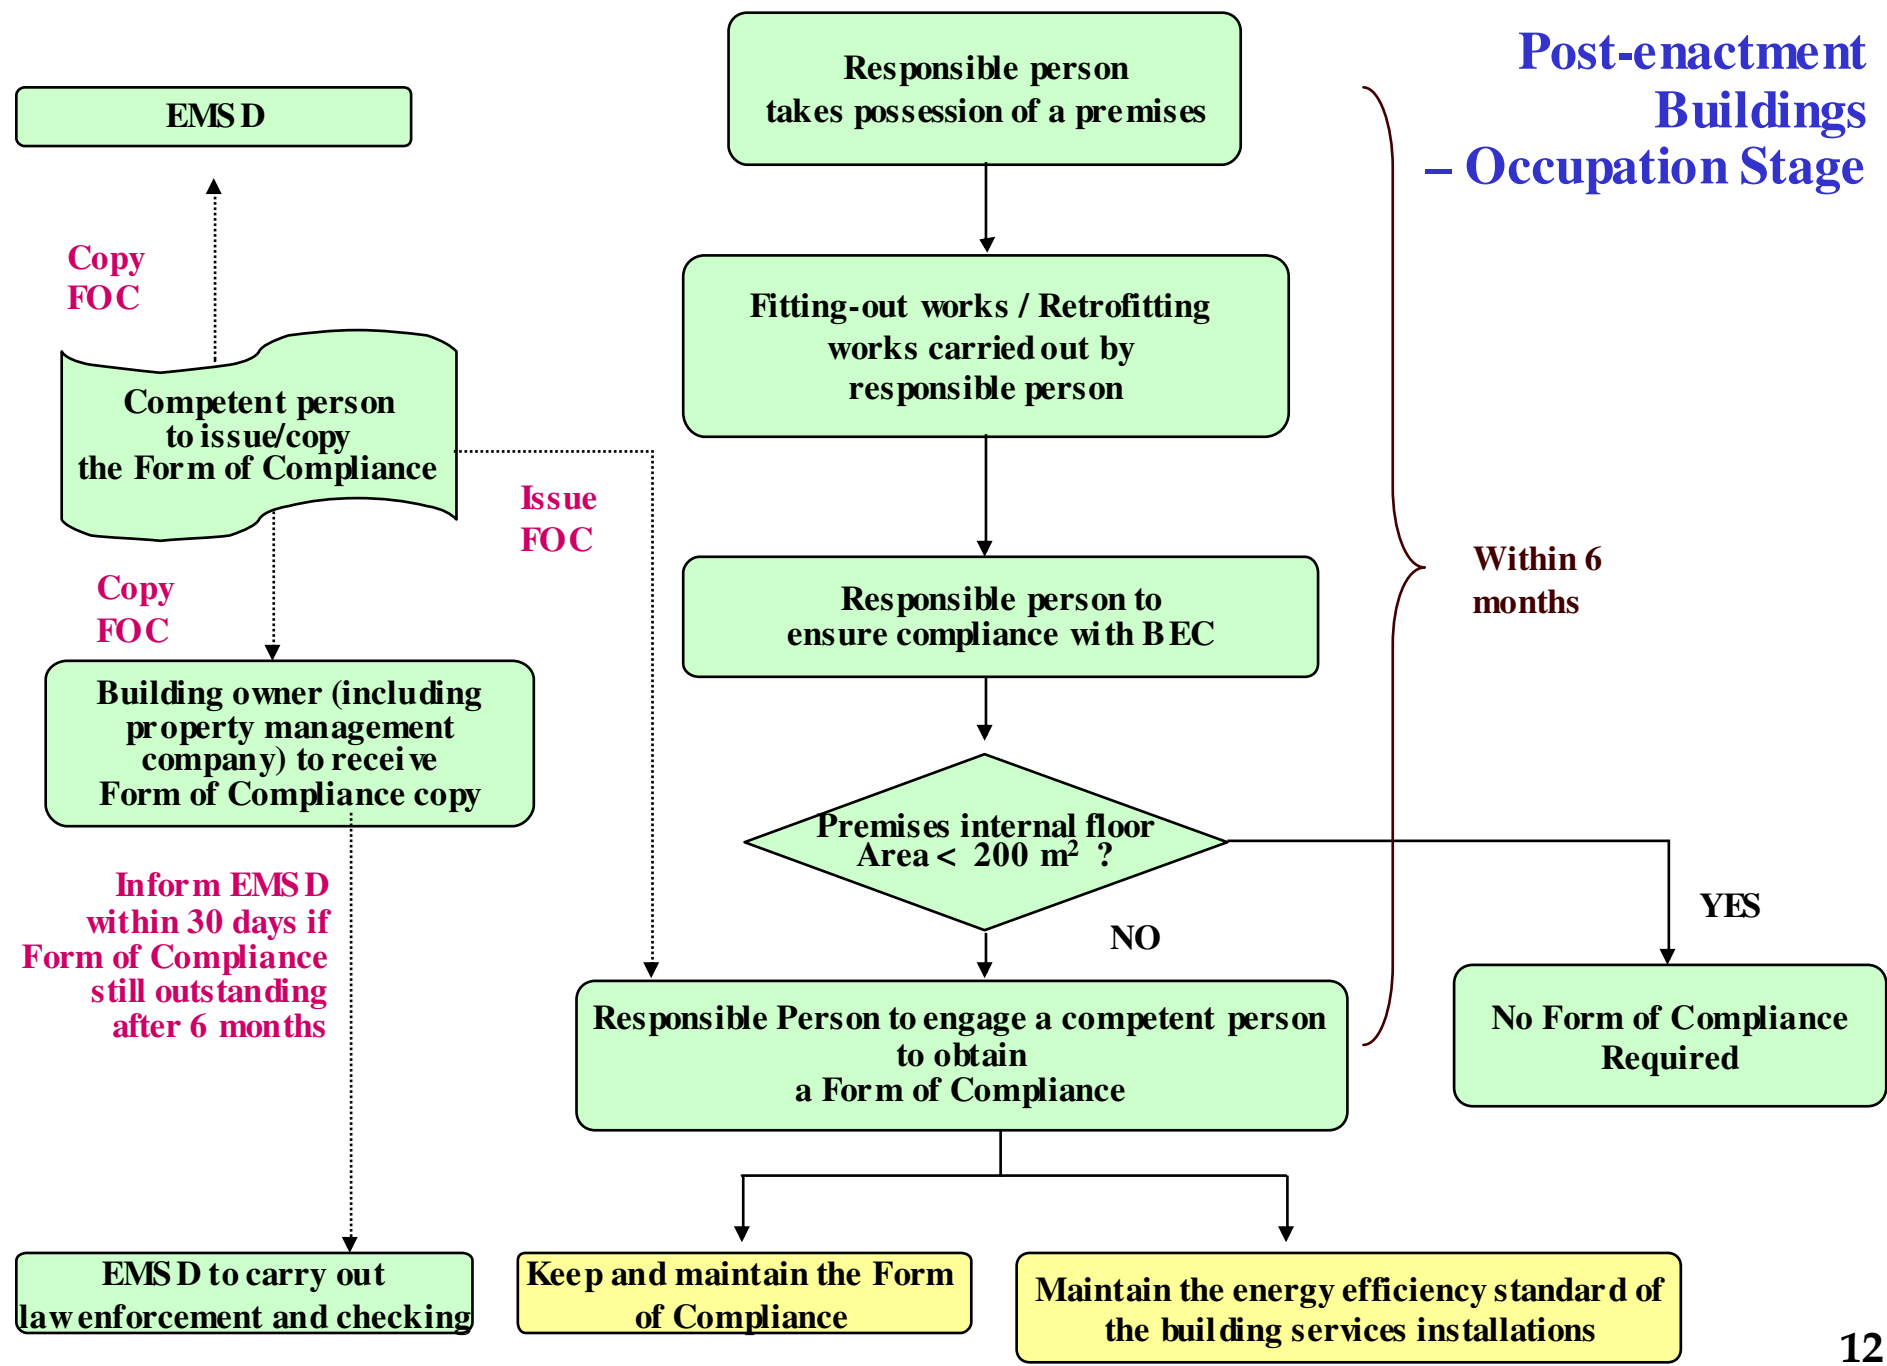 Post-enactment
Buildings
– Occupation Stage
Responsible person
takes possession of a premises
EMSD
Copy
FOC
Fitting-out works / Retrofitting
works carried out by
responsible person
Competent person
to issue/copy
the Form of Compliance
Issue
FOC
Copy
FOC
Within 6
months
Responsible person to
ensure compliance with BEC
Building owner (including
property management
company) to receive
Form of Compliance copy
Premises internal floor
Area < 200 m² ?
YES
NO
Inform EMSD
within 30 days if
Form of Compliance
still outstanding
after 6 months
Responsible Person to engage a competent person
to obtain
a Form of Compliance
No Form of Compliance
Required
EMSD to carry out
law enforcement and checking
Keep and maintain the Form
of Compliance
Maintain the energy efficiency standard of
the building services installations
12